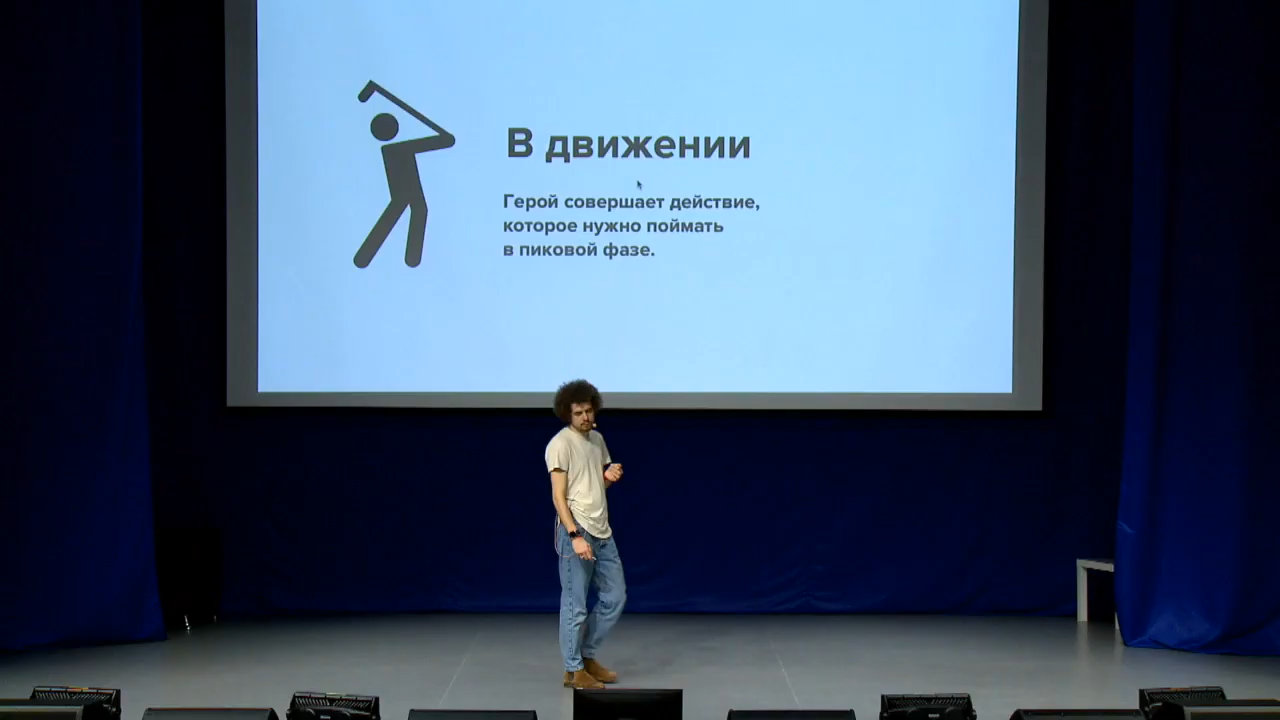 В движении
Герой совершает действие,
которое нужно поймать
в пиковой фазе.